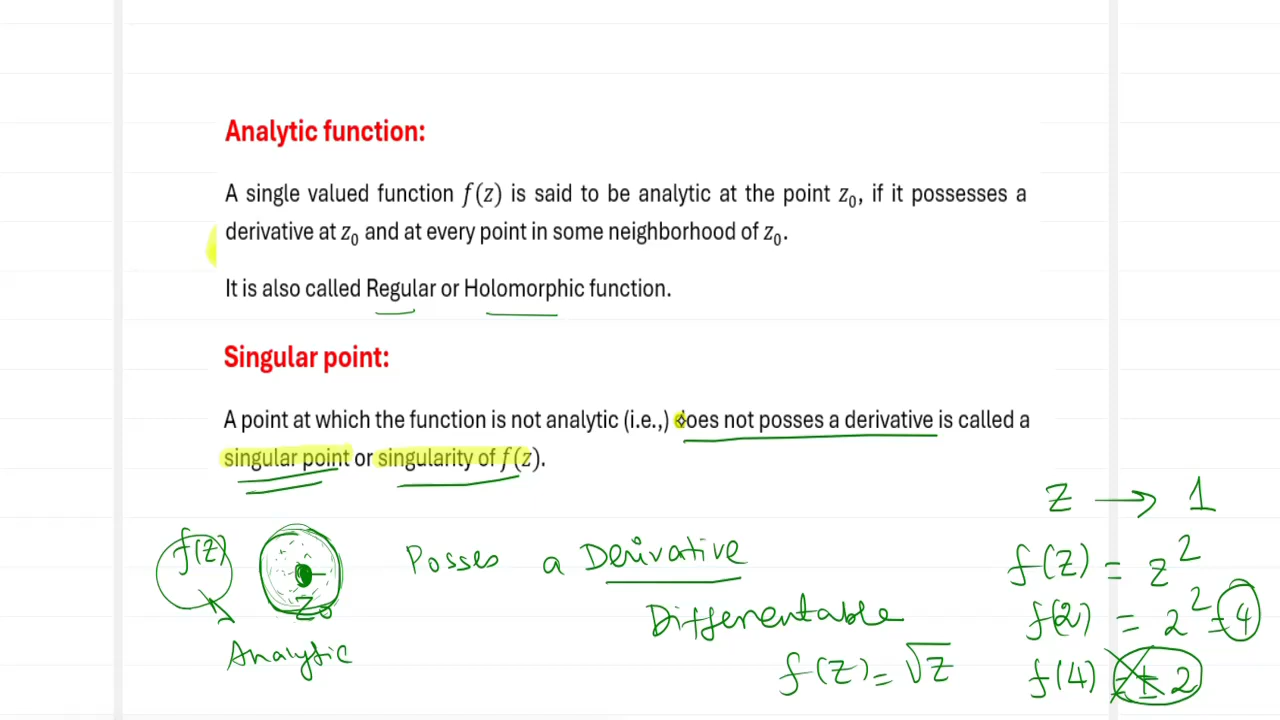 Analytic function:
A single valued function f(z) is said to be analytic at the point z₀, if it possesses a
derivative at z₀ and at every point in some neighborhood of z₀.
It is also called Regular or Holomorphic function.
Singular point:
A point at which the function is not analytic (i.e.,) does not posses a derivative is called a
singular point or singularity of f(z).
z → 1
f(z)
Posses a Derivative
f(z) = z²
z₀
Differentable
f(2) = 2² = 4
Analytic
f(z) = √z
f(4) = ± 2